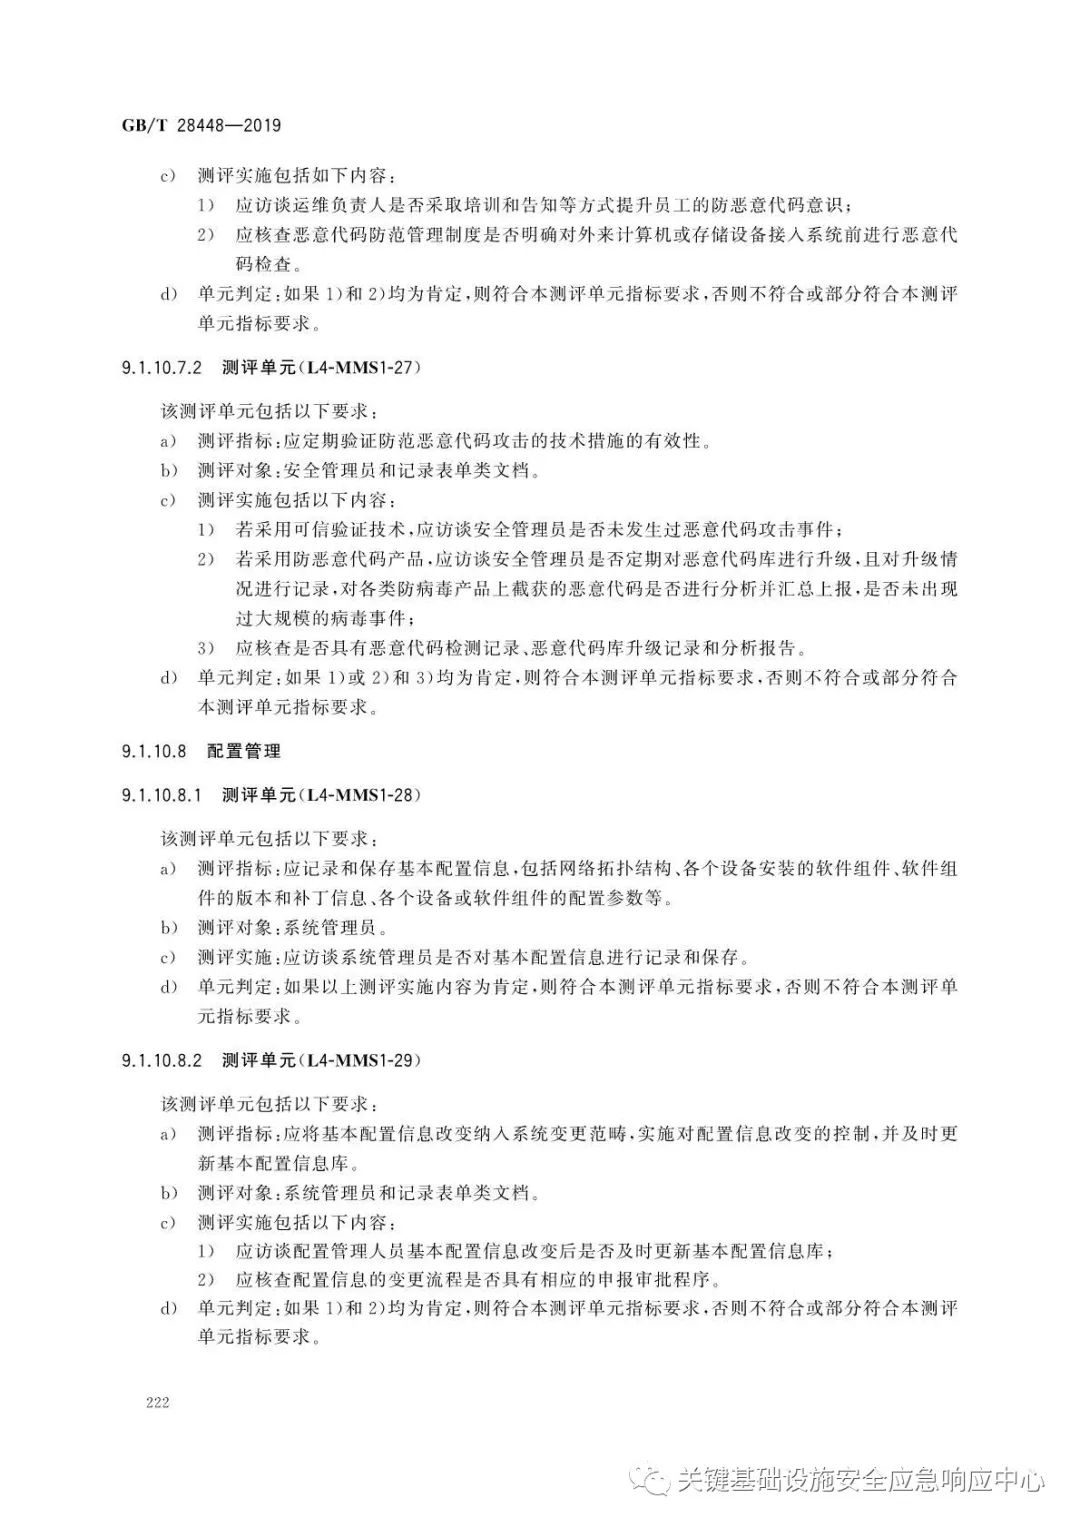 GB/T 28448—2019
c) 测评实施包括如下内容:
1) 应访谈运维负责人是否采取培训和告知等方式提升员工的防恶意代码意识;
2) 应核查恶意代码防范管理制度是否明确对外来计算机或存储设备接入系统前进行恶意代
码检查。
d) 单元判定:如果 1)和 2)均为肯定,则符合本测评单元指标要求,否则不符合或部分符合本测评
单元指标要求。
9.1.10.7.2 测评单元(L4-MMS1-27)
该测评单元包括以下要求:
a) 测评指标:应定期验证防范恶意代码攻击的技术措施的有效性。
b) 测评对象:安全管理员和记录表单类文档。
c) 测评实施包括以下内容:
1) 若采用可信验证技术,应访谈安全管理员是否未发生过恶意代码攻击事件;
2) 若采用防恶意代码产品,应访谈安全管理员是否定期对恶意代码库进行升级,且对升级情
况进行记录,对各类防病毒产品上截获的恶意代码是否进行分析并汇总上报,是否未出现
过大规模的病毒事件;
3) 应核查是否具有恶意代码检测记录、恶意代码库升级记录和分析报告。
d) 单元判定:如果 1)或 2)和 3)均为肯定,则符合本测评单元指标要求,否则不符合或部分符合
本测评单元指标要求。
9.1.10.8 配置管理
9.1.10.8.1 测评单元(L4-MMS1-28)
该测评单元包括以下要求:
a) 测评指标:应记录和保存基本配置信息,包括网络拓扑结构、各个设备安装的软件组件、软件组
件的版本和补丁信息、各个设备或软件组件的配置参数等。
b) 测评对象:系统管理员。
c) 测评实施:应访谈系统管理员是否对基本配置信息进行记录和保存。
d) 单元判定:如果以上测评实施内容为肯定,则符合本测评单元指标要求,否则不符合本测评单
元指标要求。
9.1.10.8.2 测评单元(L4-MMS1-29)
该测评单元包括以下要求:
a) 测评指标:应将基本配置信息改变纳入系统变更范畴,实施对配置信息改变的控制,并及时更
新基本配置信息库。
b) 测评对象:系统管理员和记录表单类文档。
c) 测评实施包括以下内容:
1) 应访谈配置管理人员基本配置信息改变后是否及时更新基本配置信息库;
2) 应核查配置信息的变更流程是否具有相应的申报审批程序。
d) 单元判定:如果 1)和 2)均为肯定,则符合本测评单元指标要求,否则不符合或部分符合本测评
单元指标要求。
222
关键基础设施安全应急响应中心